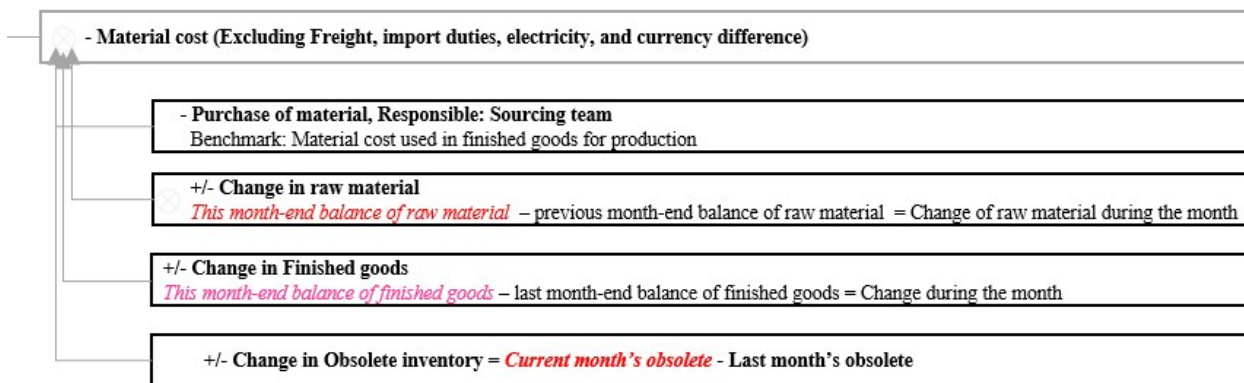 - Material cost (Excluding Freight, import duties, electricity, and currency difference)
- Purchase of material, Responsible: Sourcing team
Benchmark: Material cost used in finished goods for production
+/- Change in raw material
This month-end balance of raw material – previous month-end balance of raw material = Change of raw material during the month
+/- Change in Finished goods
This month-end balance of finished goods – last month-end balance of finished goods = Change during the month
+/- Change in Obsolete inventory = Current month’s obsolete - Last month’s obsolete